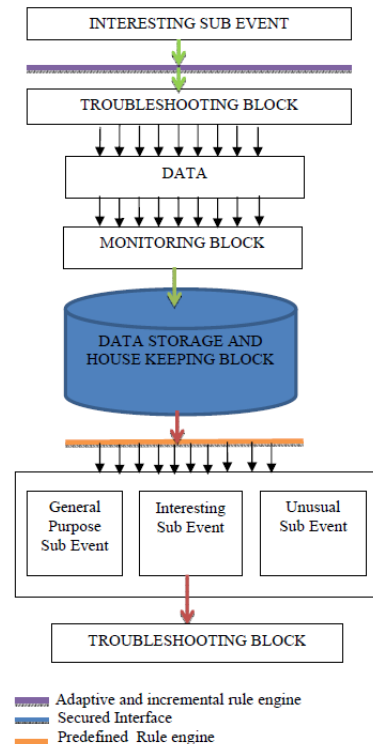 INTERESTING SUB EVENT
TROUBLESHOOTING BLOCK
DATA
MONITORING BLOCK
DATA STORAGE AND
HOUSE KEEPING BLOCK
General
Purpose
Sub Event
Interesting
Sub Event
Unusual
Sub Event
TROUBLESHOOTING BLOCK
Adaptive and incremental rule engine
Secured Interface
Predefined Rule engine